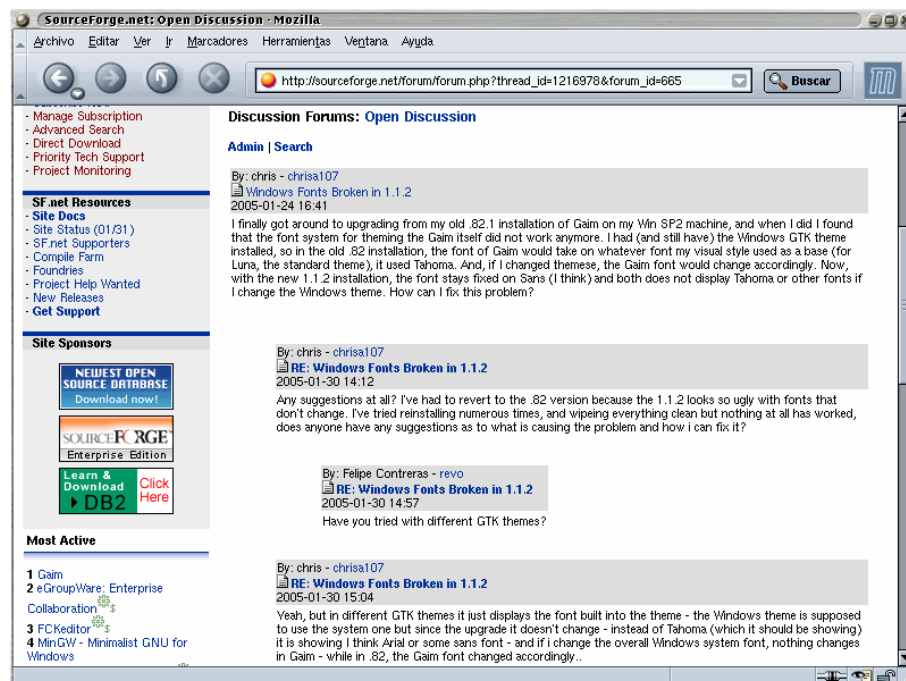 SourceForge.net: Open Discussion - Mozilla
Archivo Editar Ver Ir Marcadores Herramientas Ventana Ayuda
http://sourceforge.net/forum/forum.php?thread_id=1216978&forum_id=665
Buscar
- Manage Subscription
- Advanced Search
- Direct Download
- Priority Tech Support
- Project Monitoring
SF.net Resources
- Site Docs
- Site Status (01/31)
- SF.net Supporters
- Compile Farm
- Foundries
- Project Help Wanted
- New Releases
- Get Support
Site Sponsors
NEWEST OPEN
SOURCE DATABASE
Download now!
SOURCEFORGE
Enterprise Edition
Learn &
Download
DB2
Click
Here
Most Active
1 Gaim
2 eGroupWare: Enterprise
Collaboration $
3 FCKeditor $
4 MinGW - Minimalist GNU for
Windows
Discussion Forums: Open Discussion
Admin | Search
By: chris - chrisa107
Windows Fonts Broken in 1.1.2
2005-01-24 16:41
I finally got around to upgrading from my old .82.1 installation of Gaim on my Win SP2 machine, and when I did I found
that the font system for theming the Gaim itself did not work anymore. I had (and still have) the Windows GTK theme
installed, so in the old .82 installation, the font of Gaim would take on whatever font my visual style used as a base (for
Luna, the standard theme), it used Tahoma. And, if I changed themese, the Gaim font would change accordingly. Now,
with the new 1.1.2 installation, the font stays fixed on Sans (I think) and both does not display Tahoma or other fonts if
I change the Windows theme. How can I fix this problem?
By: chris - chrisa107
RE: Windows Fonts Broken in 1.1.2
2005-01-30 14:12
Any suggestions at all? I've had to revert to the .82 version because the 1.1.2 looks so ugly with fonts that
don't change. I've tried reinstalling numerous times, and wipeing everything clean but nothing at all has worked,
does anyone have any suggestions as to what is causing the problem and how i can fix it?
By: Felipe Contreras - revo
RE: Windows Fonts Broken in 1.1.2
2005-01-30 14:57
Have you tried with different GTK themes?
By: chris - chrisa107
RE: Windows Fonts Broken in 1.1.2
2005-01-30 15:04
Yeah, but in different GTK themes it just displays the font built into the theme - the Windows theme is supposed
to use the system one but since the upgrade it doesn't change - instead of Tahoma (which it should be showing)
it is showing I think Arial or some sans font - and if i change the overall Windows system font, nothing changes
in Gaim - while in .82, the Gaim font changed accordingly..